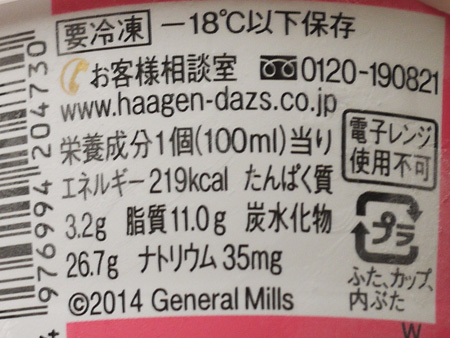 要冷凍 －18℃以下保存
お客様相談室 0120-190821
www.haagen-dazs.co.jp
栄養成分1個(100ml)当り
エネルギー219kcal たんぱく質
3.2g 脂質11.0g 炭水化物
26.7g ナトリウム35mg
©2014 General Mills
電子レンジ
使用不可
プラ
ふた、カップ、
内ぶた
W
4 976994 204730